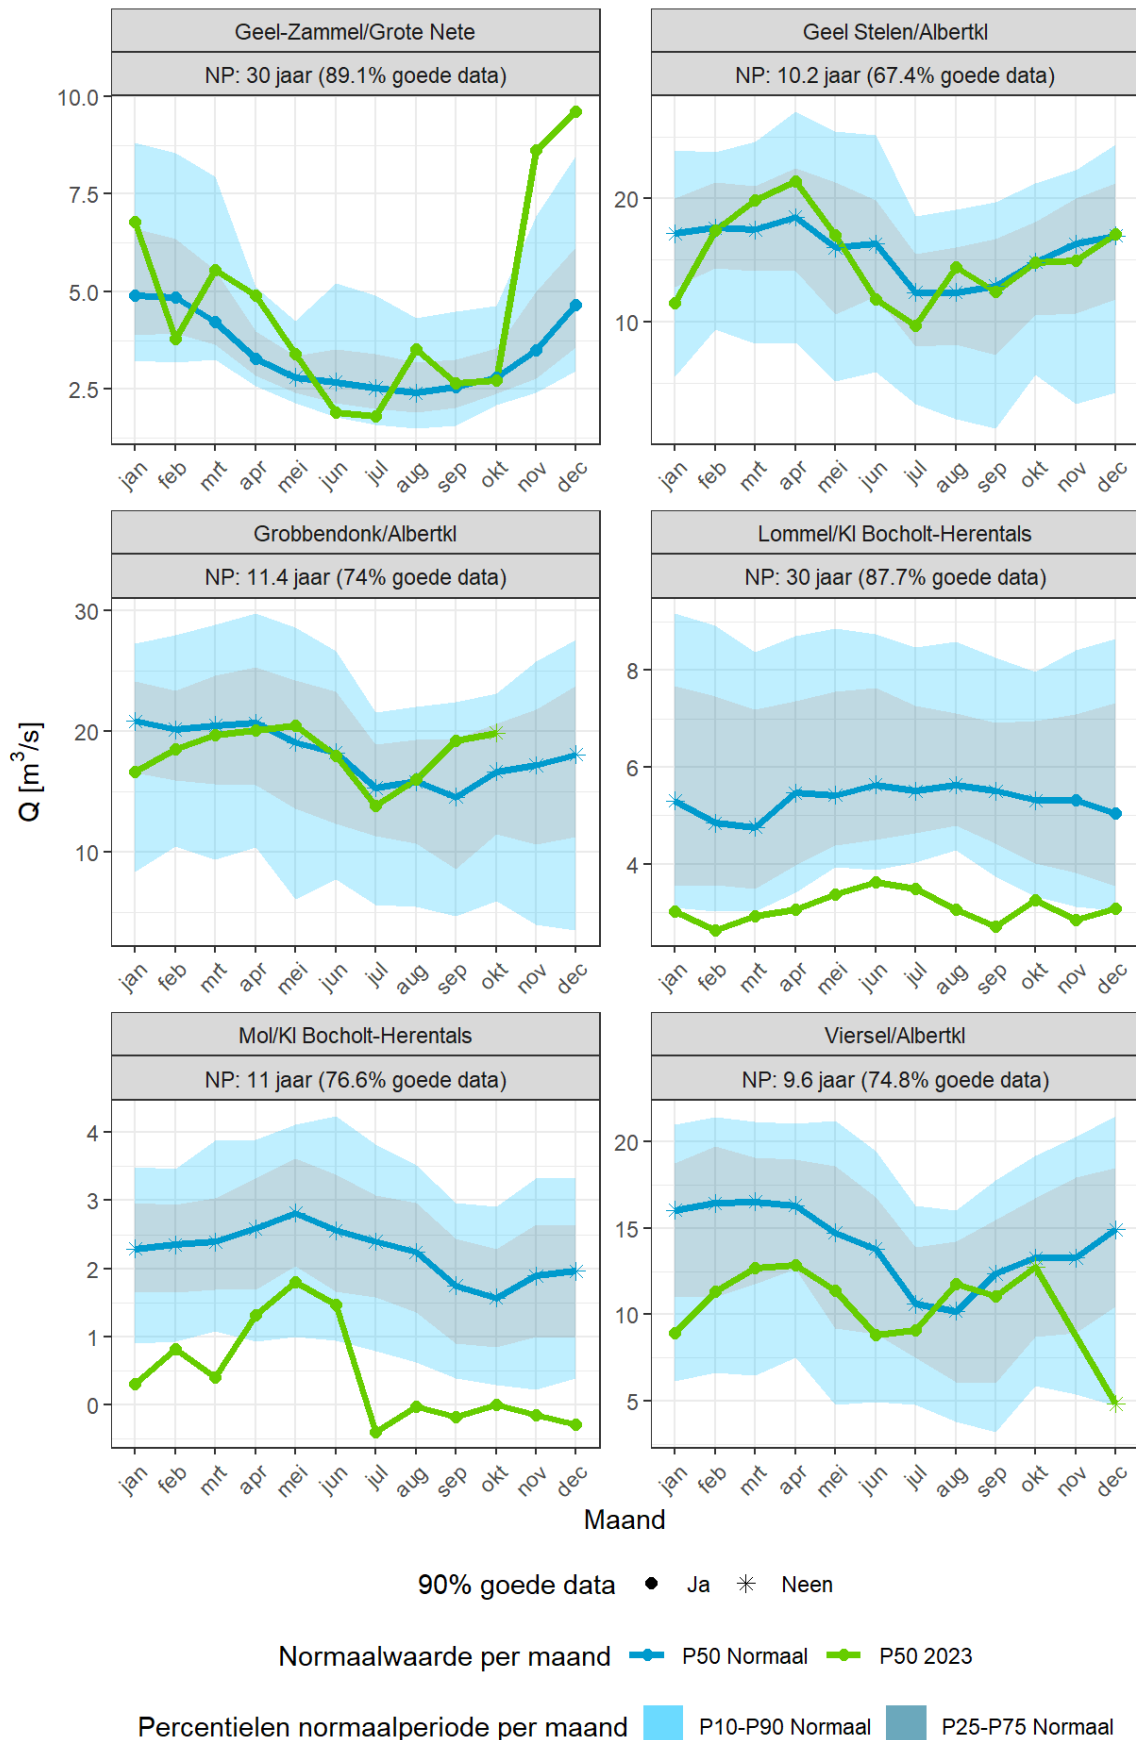 Geel-Zammel/Grote Nete
NP: 30 jaar (89.1% goede data)
10.0
7.5
5.0
2.5
jan feb mrt apr mei jun jul aug sep okt nov dec
Geel Stelen/Albertkl
NP: 10.2 jaar (67.4% goede data)
20
10
jan feb mrt apr mei jun jul aug sep okt nov dec
Grobbendonk/Albertkl
NP: 11.4 jaar (74% goede data)
30
20
10
jan feb mrt apr mei jun jul aug sep okt nov dec
Lommel/Kl Bocholt-Herentals
NP: 30 jaar (87.7% goede data)
8
6
4
jan feb mrt apr mei jun jul aug sep okt nov dec
Q [m³/s]
Mol/Kl Bocholt-Herentals
NP: 11 jaar (76.6% goede data)
4
3
2
1
0
jan feb mrt apr mei jun jul aug sep okt nov dec
Viersel/Albertkl
NP: 9.6 jaar (74.8% goede data)
20
15
10
5
jan feb mrt apr mei jun jul aug sep okt nov dec
Maand
90% goede data Ja Neen
Normaalwaarde per maand P50 Normaal P50 2023
Percentielen normaalperiode per maand P10-P90 Normaal P25-P75 Normaal